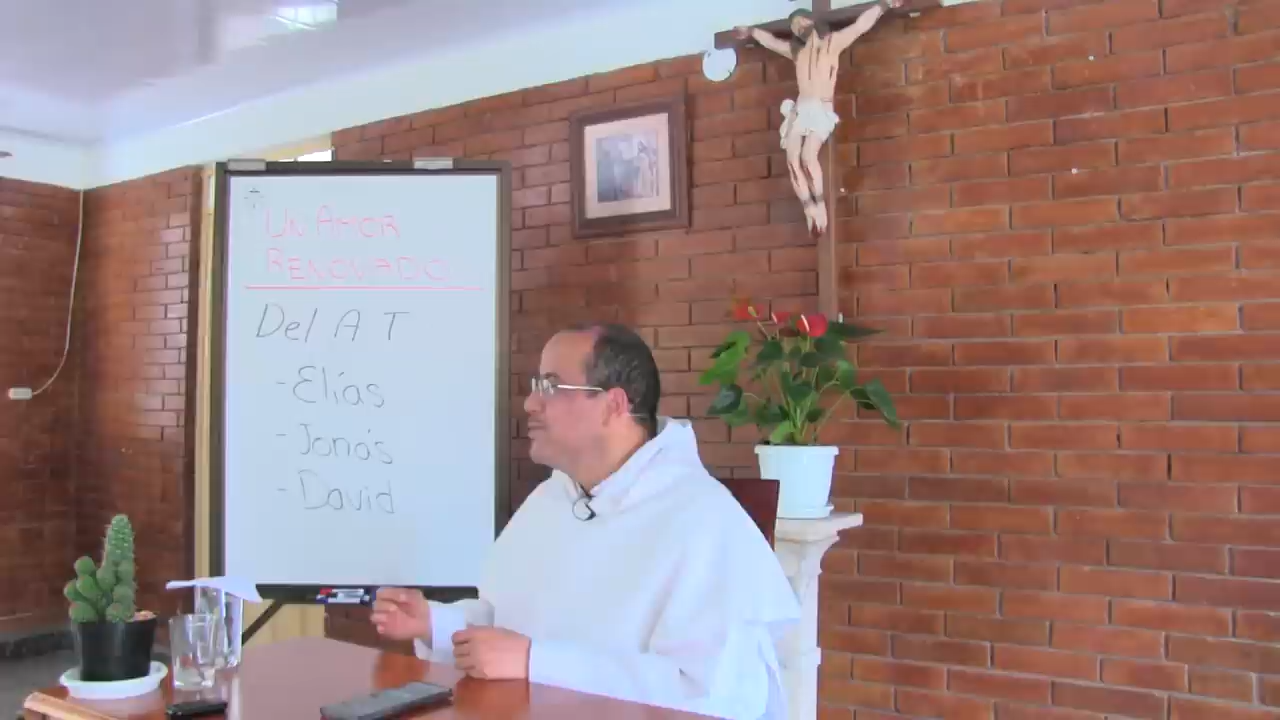 UN AMOR
RENOVADO
Del A T
- Elías
- Jonás
- David